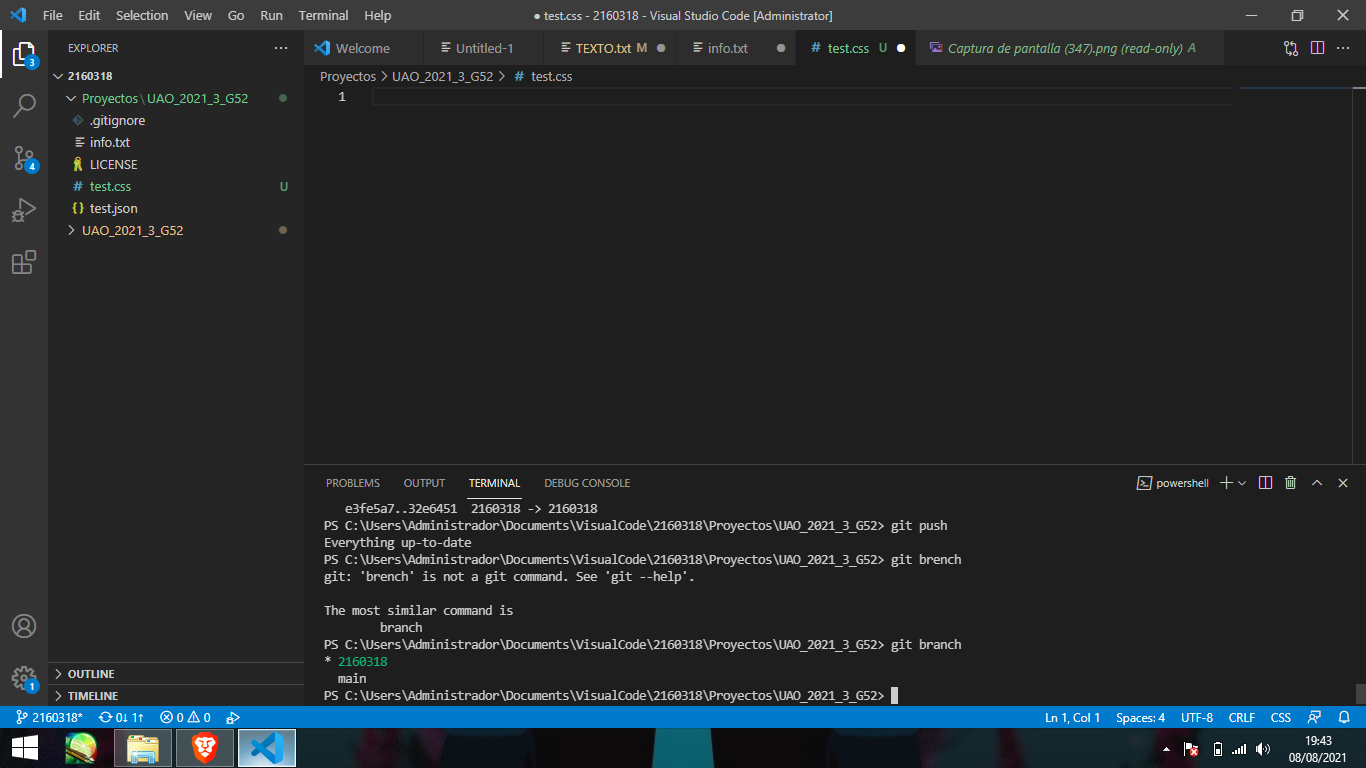 File Edit Selection View Go Run Terminal Help
● test.css - 2160318 - Visual Studio Code [Administrator]
EXPLORER
2160318
Proyectos\UAO_2021_3_G52
.gitignore
info.txt
LICENSE
# test.css U
{} test.json
UAO_2021_3_G52
3
4
1
Welcome
Untitled-1
TEXTO.txt M
info.txt
# test.css U
Captura de pantalla (347).png (read-only) A
Proyectos > UAO_2021_3_G52 > # test.css
1
PROBLEMS OUTPUT TERMINAL DEBUG CONSOLE
powershell
e3fe5a7..32e6451  2160318 -> 2160318
PS C:\Users\Administrador\Documents\VisualCode\2160318\Proyectos\UAO_2021_3_G52> git push
Everything up-to-date
PS C:\Users\Administrador\Documents\VisualCode\2160318\Proyectos\UAO_2021_3_G52> git brench
git: 'brench' is not a git command. See 'git --help'.
The most similar command is
branch
PS C:\Users\Administrador\Documents\VisualCode\2160318\Proyectos\UAO_2021_3_G52> git branch
* 2160318
main
PS C:\Users\Administrador\Documents\VisualCode\2160318\Proyectos\UAO_2021_3_G52>
OUTLINE
TIMELINE
2160318* 0↓ 1↑ 0 0
Ln 1, Col 1 Spaces: 4 UTF-8 CRLF CSS
19:43
08/08/2021